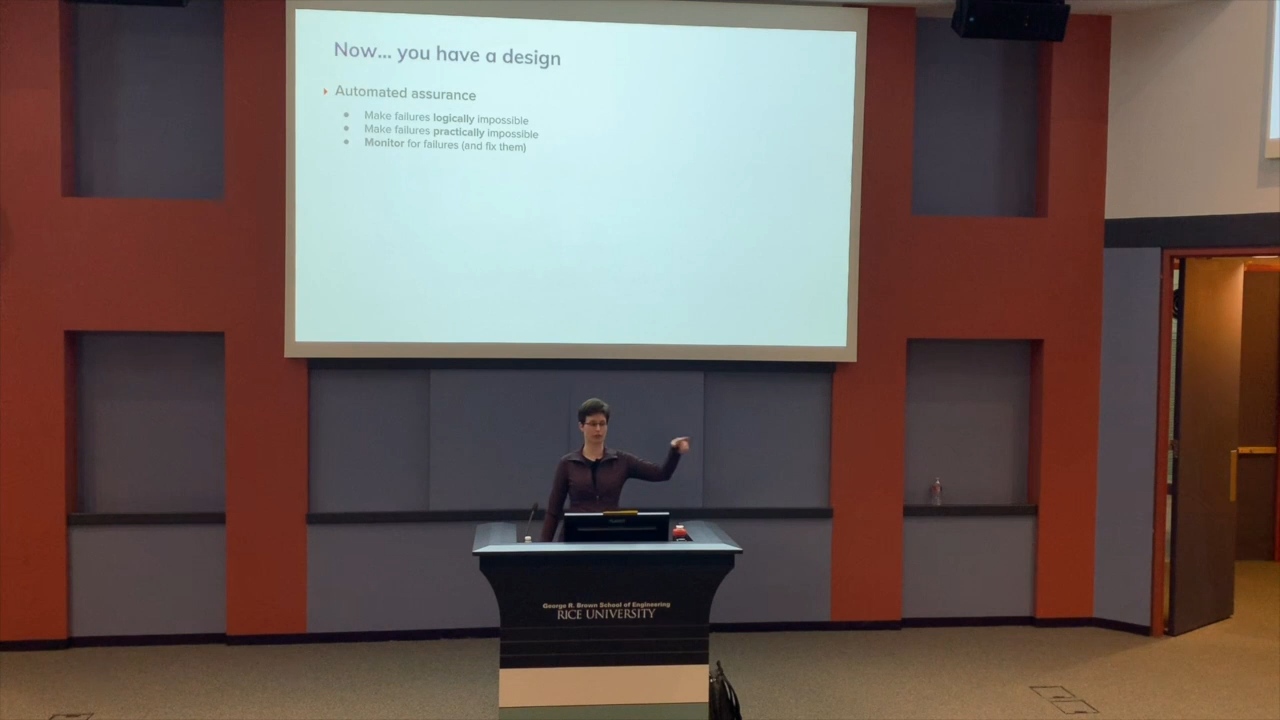 Now... you have a design
Automated assurance
Make failures logically impossible
Make failures practically impossible
Monitor for failures (and fix them)
George R. Brown School of Engineering
RICE UNIVERSITY